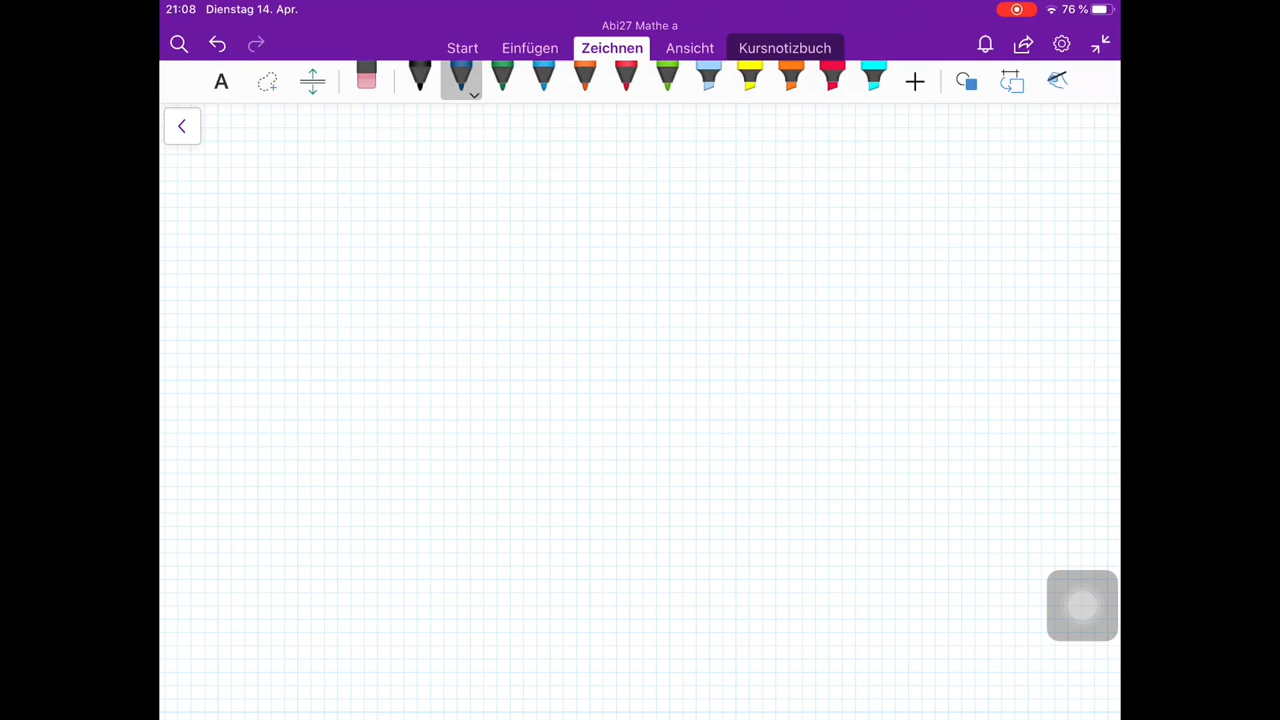 21:08 Dienstag 14. Apr.
76 %
Abi27 Mathe a
Start Einfügen Zeichnen Ansicht Kursnotizbuch
A